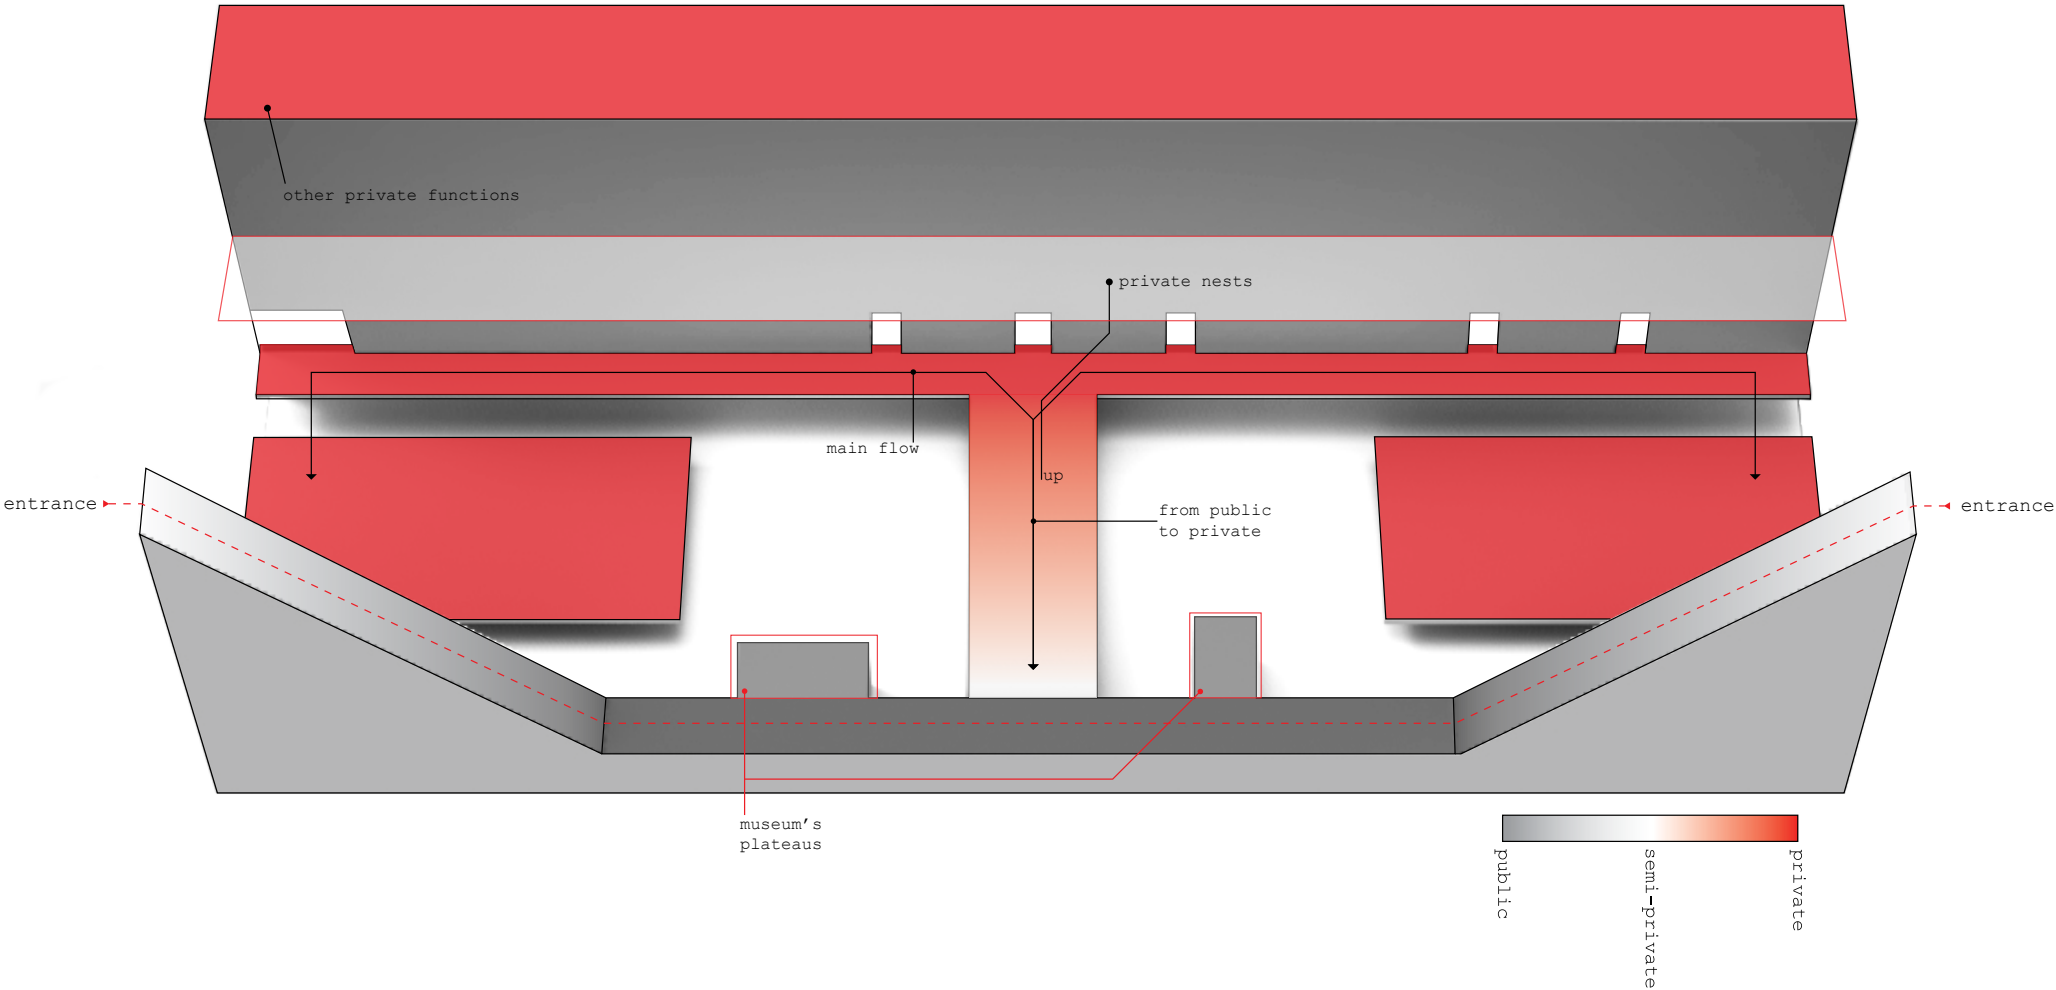 other private functions
private nests
main flow
up
entrance
from public
to private
entrance
museum’s
plateaus
public
semi-private
private